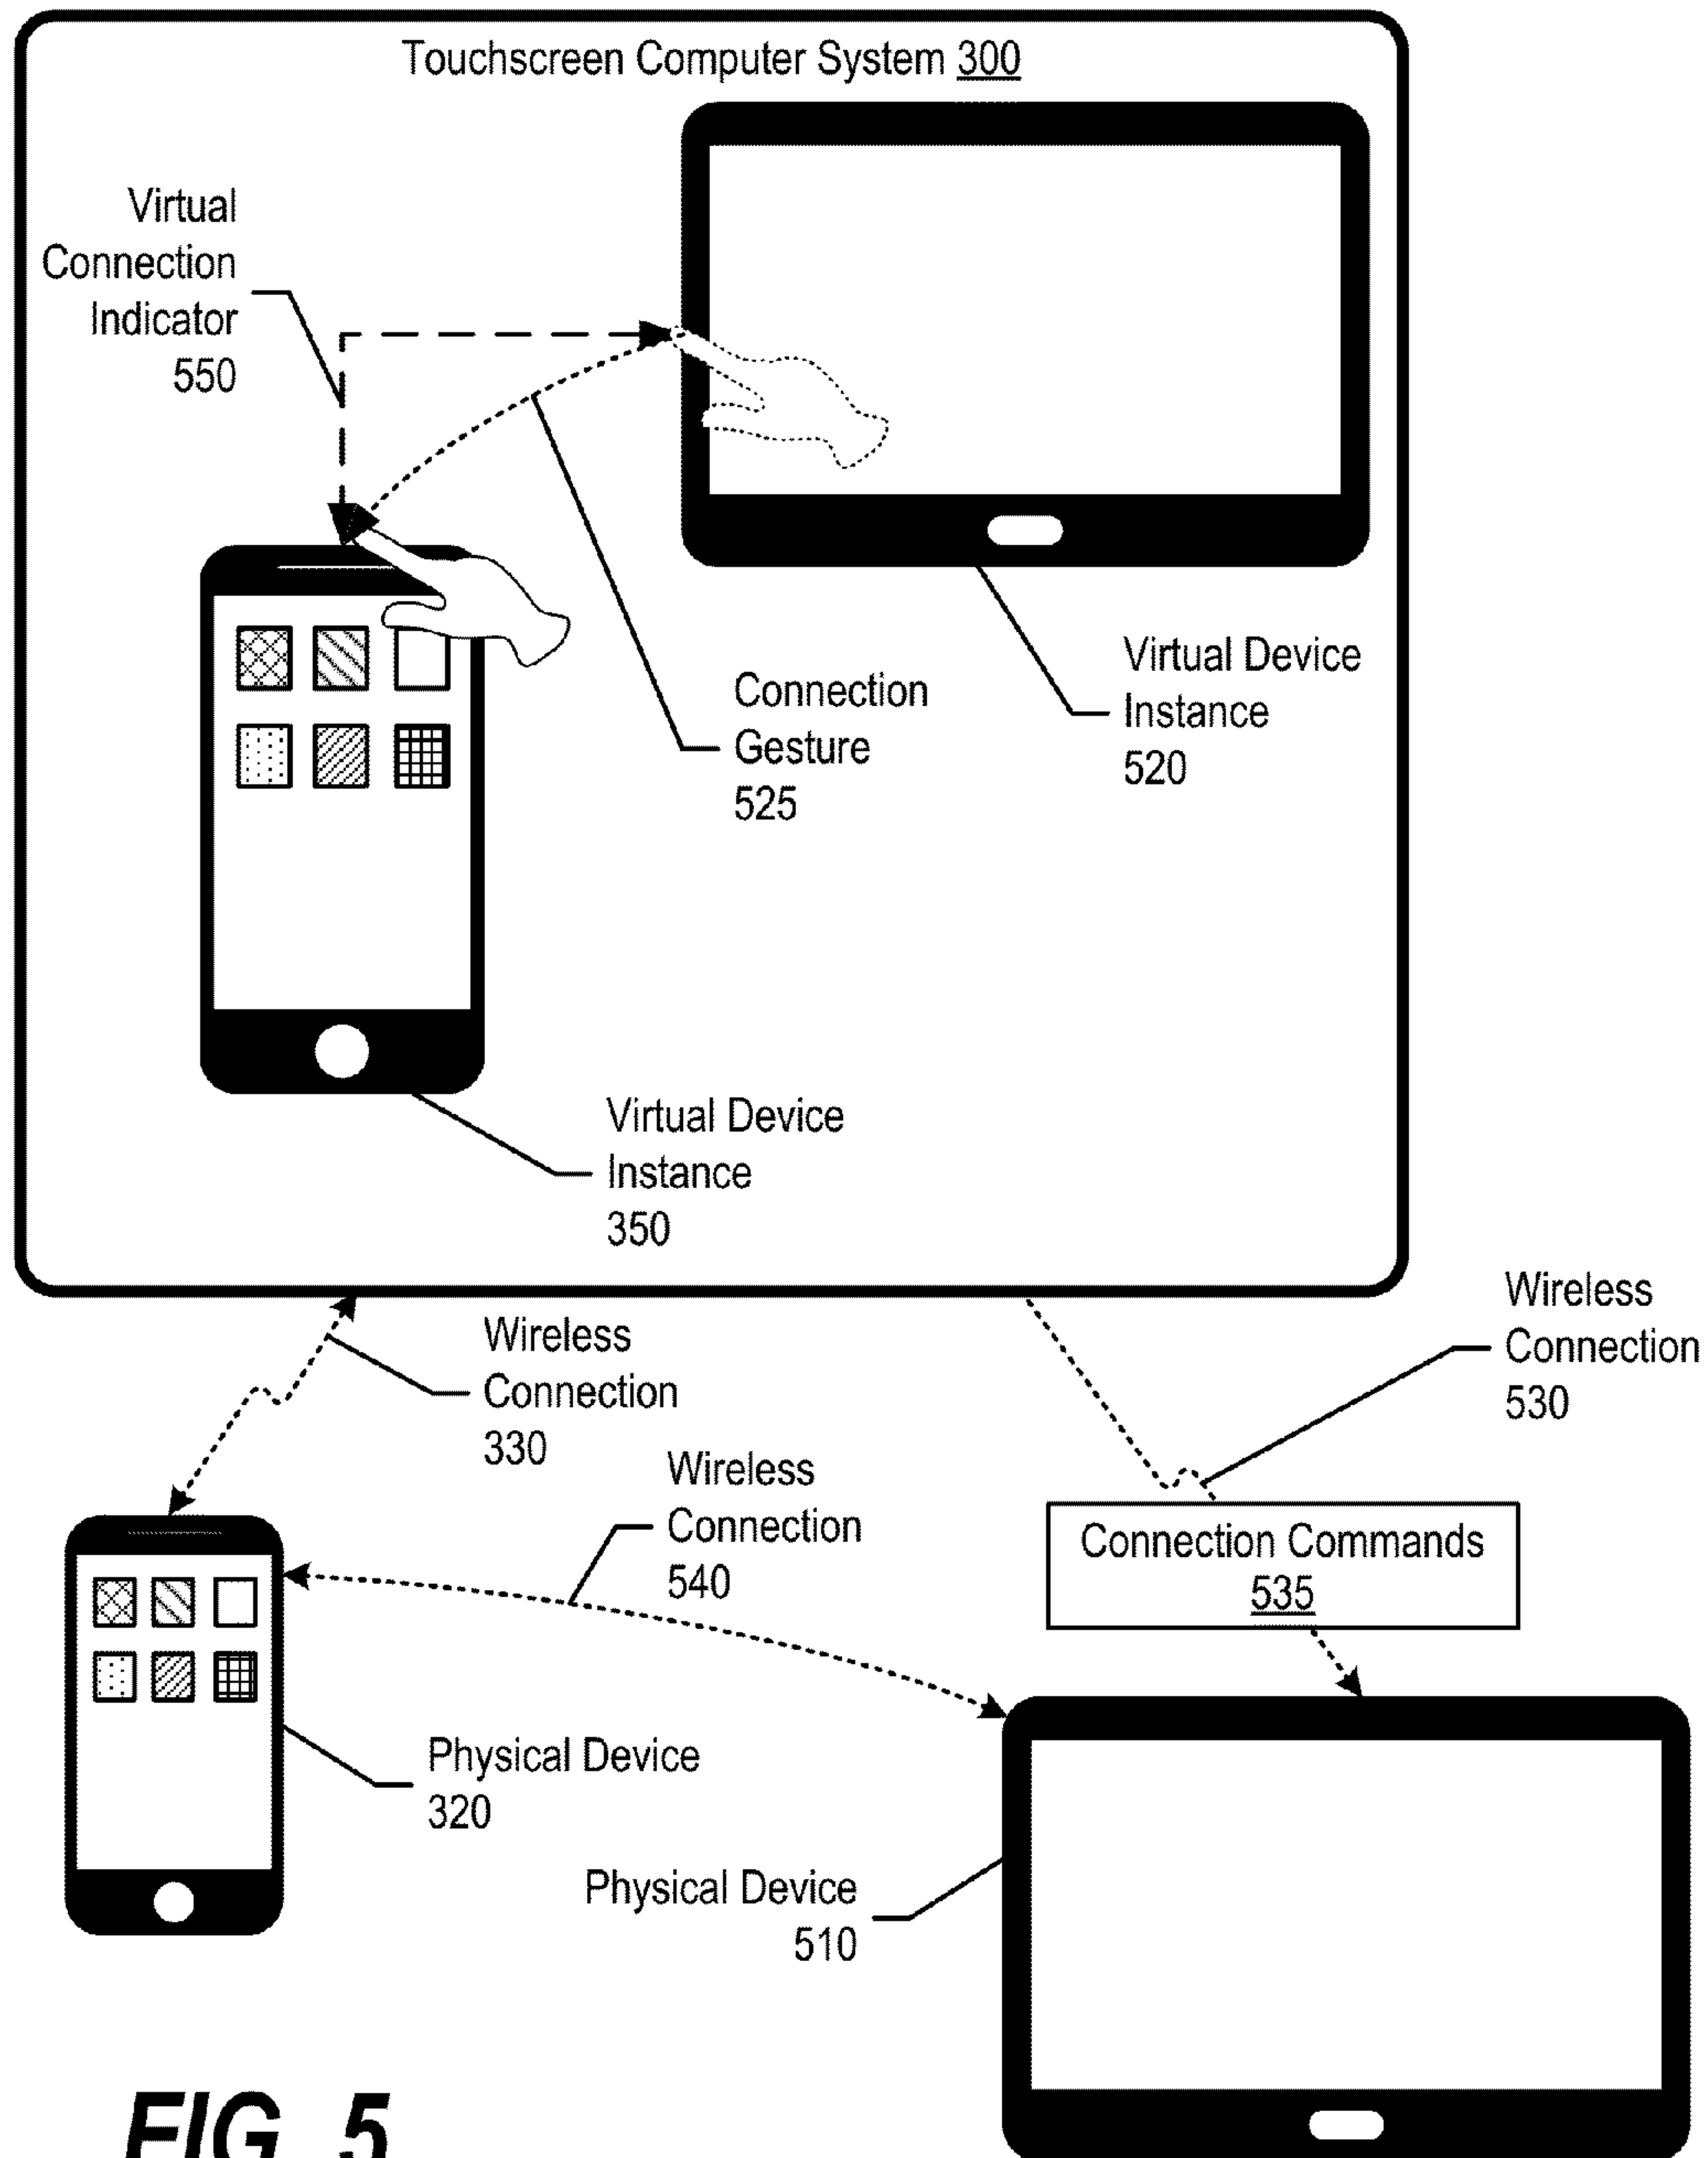 Touchscreen Computer System 300
Virtual
Connection
Indicator
550
Connection
Gesture
525
Virtual Device
Instance
520
Virtual Device
Instance
350
Wireless
Connection
330
Wireless
Connection
530
Wireless
Connection
540
Connection Commands
535
Physical Device
320
Physical Device
510
FIG. 5